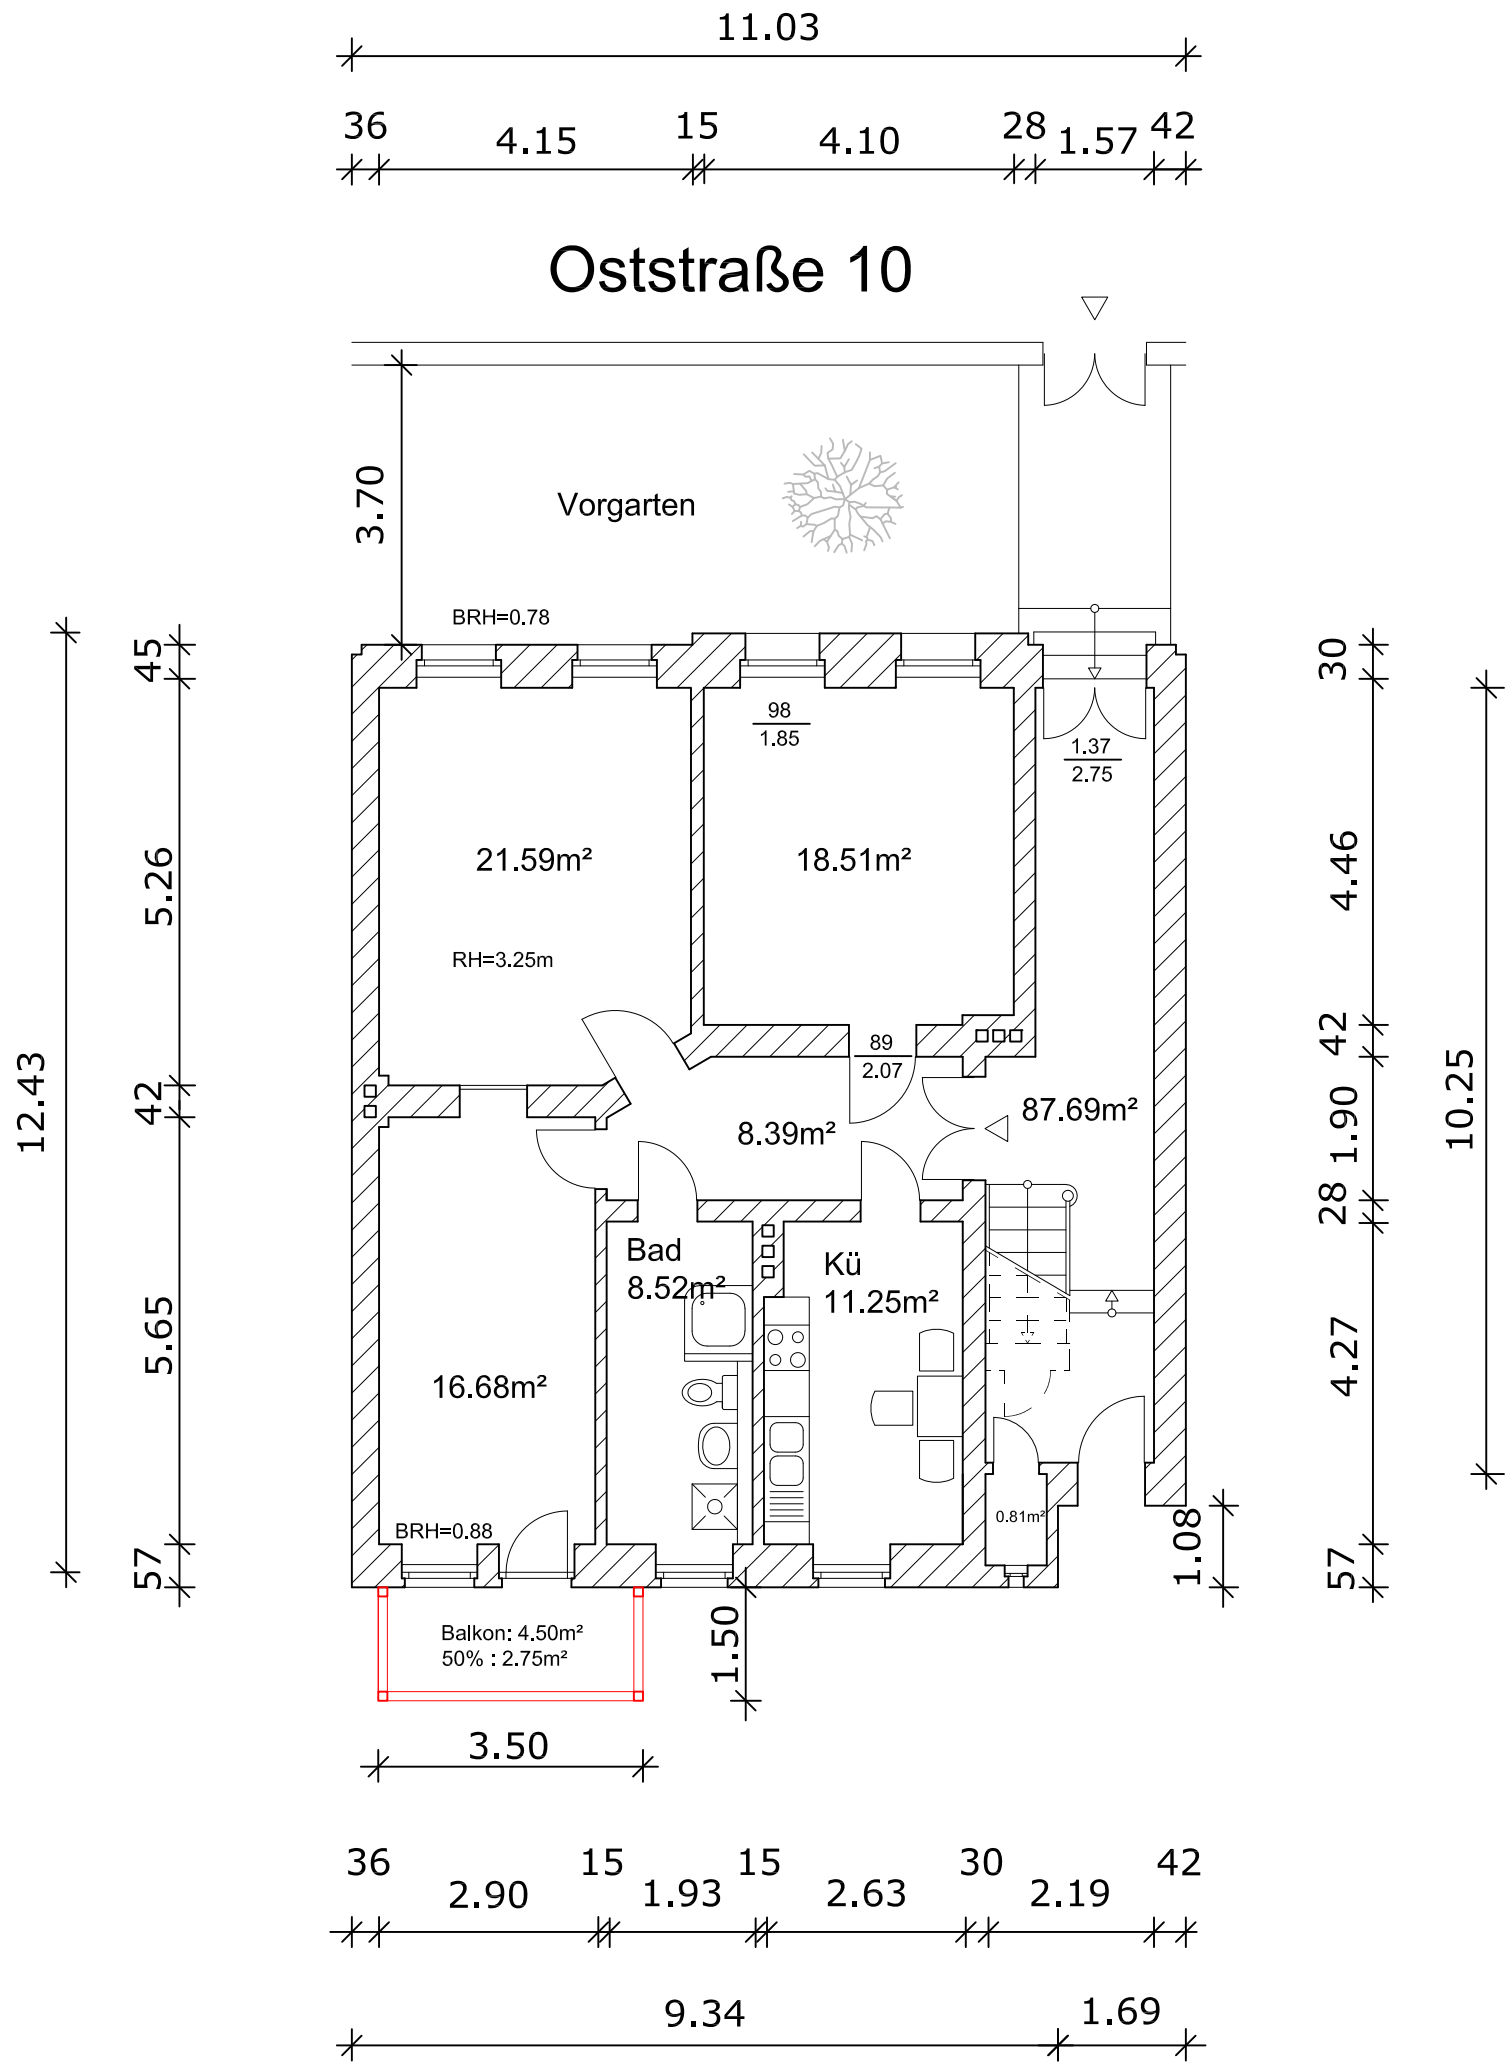 11.03
36 4.15 15 4.10 28 1.57 42
Oststraße 10
3.70
Vorgarten
BRH=0.78
45
30
98
1.85
1.37
2.75
5.26
21.59m²
18.51m²
4.46
RH=3.25m
12.43
42
89
2.07
42
8.39m²
87.69m²
1.90
10.25
28
Bad
8.52m²
Kü
11.25m²
5.65
16.68m²
4.27
BRH=0.88
0.81m²
57
1.08
57
Balkon: 4.50m²
50% : 2.75m²
1.50
3.50
36 2.90 15 1.93 15 2.63 30 2.19 42
9.34 1.69